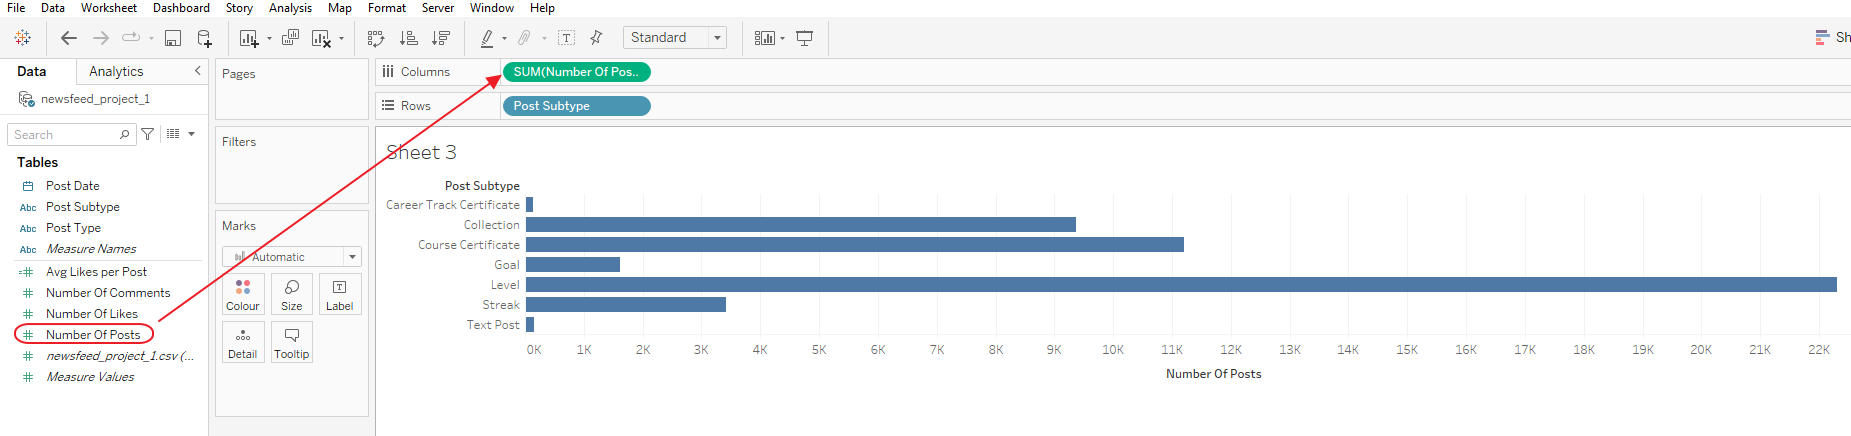 File Data Worksheet Dashboard Story Analysis Map Format Server Window Help
Standard
Sh
Data Analytics
newsfeed_project_1
Search
Tables
Post Date
Abc Post Subtype
Abc Post Type
Abc Measure Names
=# Avg Likes per Post
# Number Of Comments
# Number Of Likes
# Number Of Posts
# newsfeed_project_1.csv (...
# Measure Values
Pages
Filters
Marks
Automatic
Colour Size Label
Detail Tooltip
Columns SUM(Number Of Pos..
Rows Post Subtype
Sheet 3
Post Subtype
Career Track Certificate
Collection
Course Certificate
Goal
Level
Streak
Text Post
0K 1K 2K 3K 4K 5K 6K 7K 8K 9K 10K 11K 12K 13K 14K 15K 16K 17K 18K 19K 20K 21K 22K
Number Of Posts